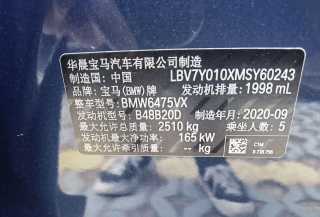 华晨宝马汽车有限公司制造
制造国：中国 LBV7Y010XMSY60243
品牌：宝马(BMW)牌 发动机排量：1998 mL
整车型号：BMW6475VX
发动机型号：B48B20D 制造年月：2020-09
最大允许总质量：2510 kg 乘坐人数：5
发动机最大净功率：165 kW
最大允许牵引质量：-- kg